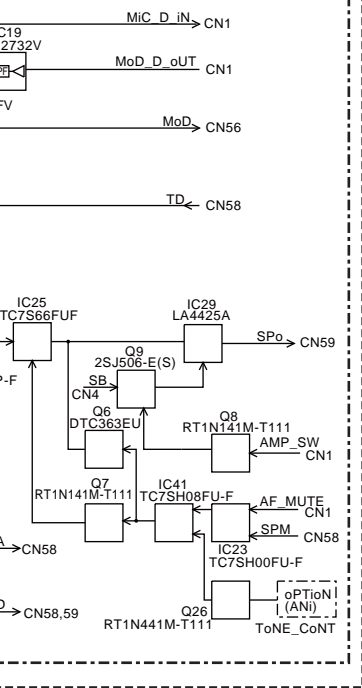 MiC_D_iN CN1
C19
2732V
MoD_D_oUT CN1
PF
FV
MoD CN56
TD CN58
IC25
TC7S66FUF
IC29
LA4425A
SPo CN59
Q9
2SJ506-E(S)
P-F
SB
CN4
Q6
DTC363EU
Q8
RT1N141M-T111
AMP_SW
CN1
Q7
RT1N141M-T111
IC41
TC7SH08FU-F
AF_MUTE
CN1
SPM CN58
IC23
TC7SH00FU-F
A CN58
oPTioN
(ANi)
D CN58,59
Q26
RT1N441M-T111
ToNE_CoNT